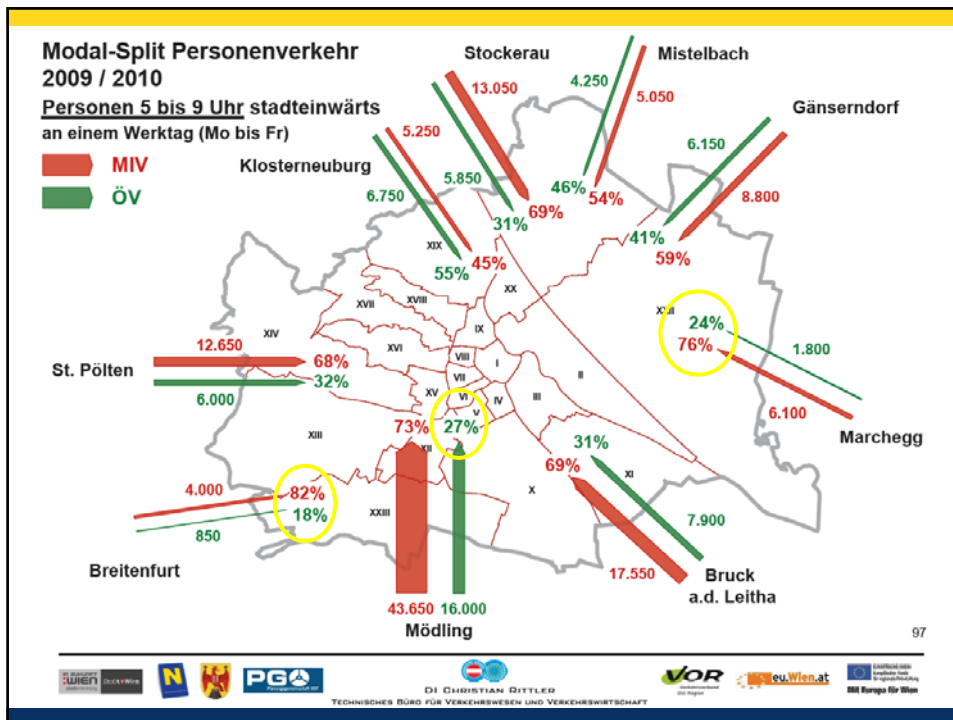 Modal-Split Personenverkehr
2009 / 2010
Personen 5 bis 9 Uhr stadteinwärts
an einem Werktag (Mo bis Fr)
MIV
ÖV
Stockerau
13.050
5.850
69%
31%
Mistelbach
4.250
5.050
46%
54%
Gänserndorf
6.150
8.800
41%
59%
Klosterneuburg
5.250
6.750
45%
55%
XIX
XX
XVII
XVIII
XIV
XVI
IX
VIII
I
II
VII
VI
XV
IV
V
III
XIII
XII
X
XI
XXIII
24%
76%
1.800
6.100
Marchegg
St. Pölten
12.650
68%
32%
6.000
73%
27%
43.650
16.000
Mödling
4.000
82%
18%
850
Breitenfurt
31%
69%
7.900
17.550
Bruck
a.d. Leitha
97
WIEN
N
PGO
DI CHRISTIAN RITTLER
TECHNISCHES BÜRO FÜR VERKEHRSWESEN UND VERKEHRSWIRTSCHAFT
VOR
eu.Wien.at
Mit Europa für Wien